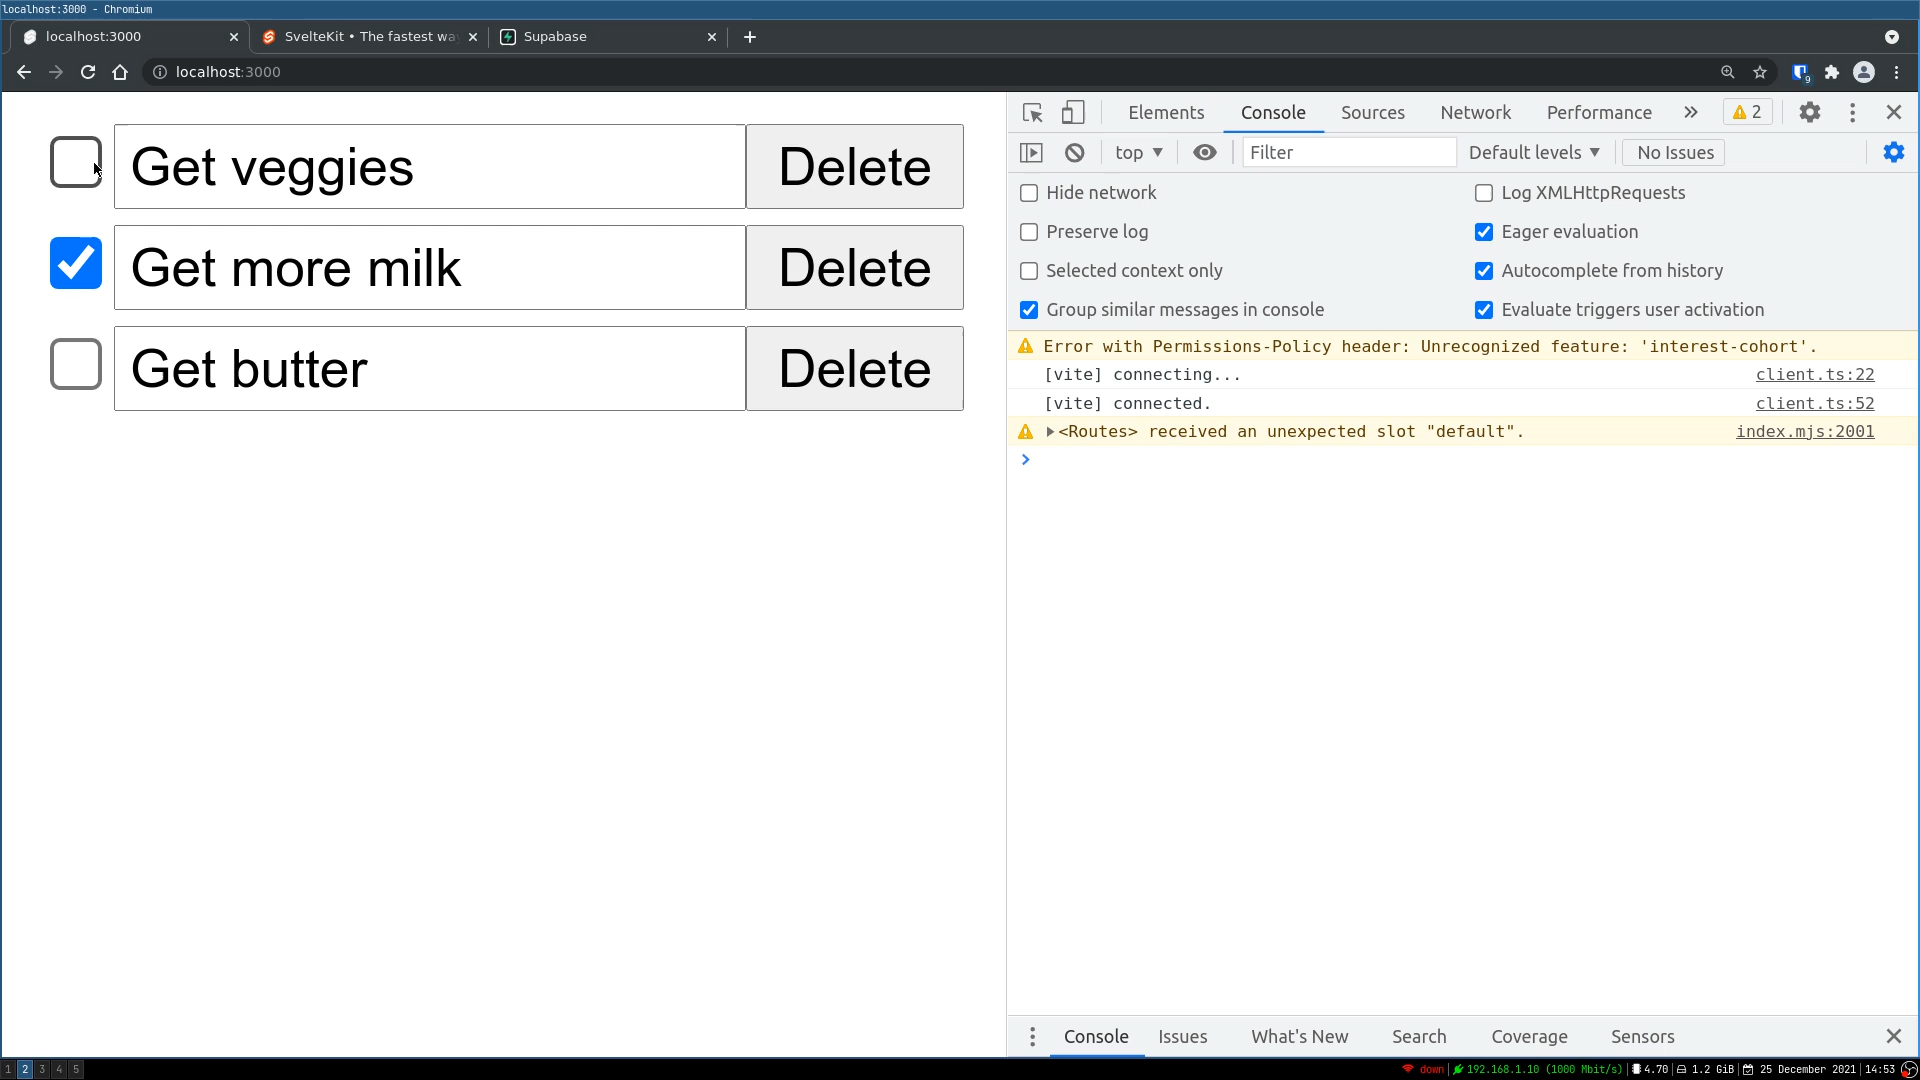 localhost:3000 - Chromium
localhost:3000
SvelteKit • The fastest wa
Supabase
localhost:3000
9
Elements
Console
Sources
Network
Performance
2
top
Filter
Default levels
No Issues
Hide network
Log XMLHttpRequests
Preserve log
Eager evaluation
Selected context only
Autocomplete from history
Group similar messages in console
Evaluate triggers user activation
Error with Permissions-Policy header: Unrecognized feature: 'interest-cohort'.
[vite] connecting... client.ts:22
[vite] connected. client.ts:52
<Routes> received an unexpected slot "default". index.mjs:2001
Get veggies Delete
Get more milk Delete
Get butter Delete
Console
Issues
What's New
Search
Coverage
Sensors
1 2 3 4 5
down 192.168.1.10 (1000 Mbit/s) 4.70 1.2 GiB 25 December 2021 14:53